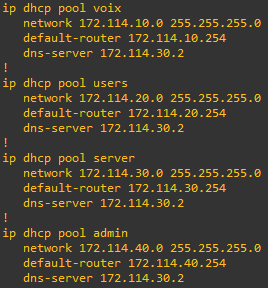 ip dhcp pool voix
network 172.114.10.0 255.255.255.0
default-router 172.114.10.254
dns-server 172.114.30.2
!
ip dhcp pool users
network 172.114.20.0 255.255.255.0
default-router 172.114.20.254
dns-server 172.114.30.2
!
ip dhcp pool server
network 172.114.30.0 255.255.255.0
default-router 172.114.30.254
dns-server 172.114.30.2
!
ip dhcp pool admin
network 172.114.40.0 255.255.255.0
default-router 172.114.40.254
dns-server 172.114.30.2